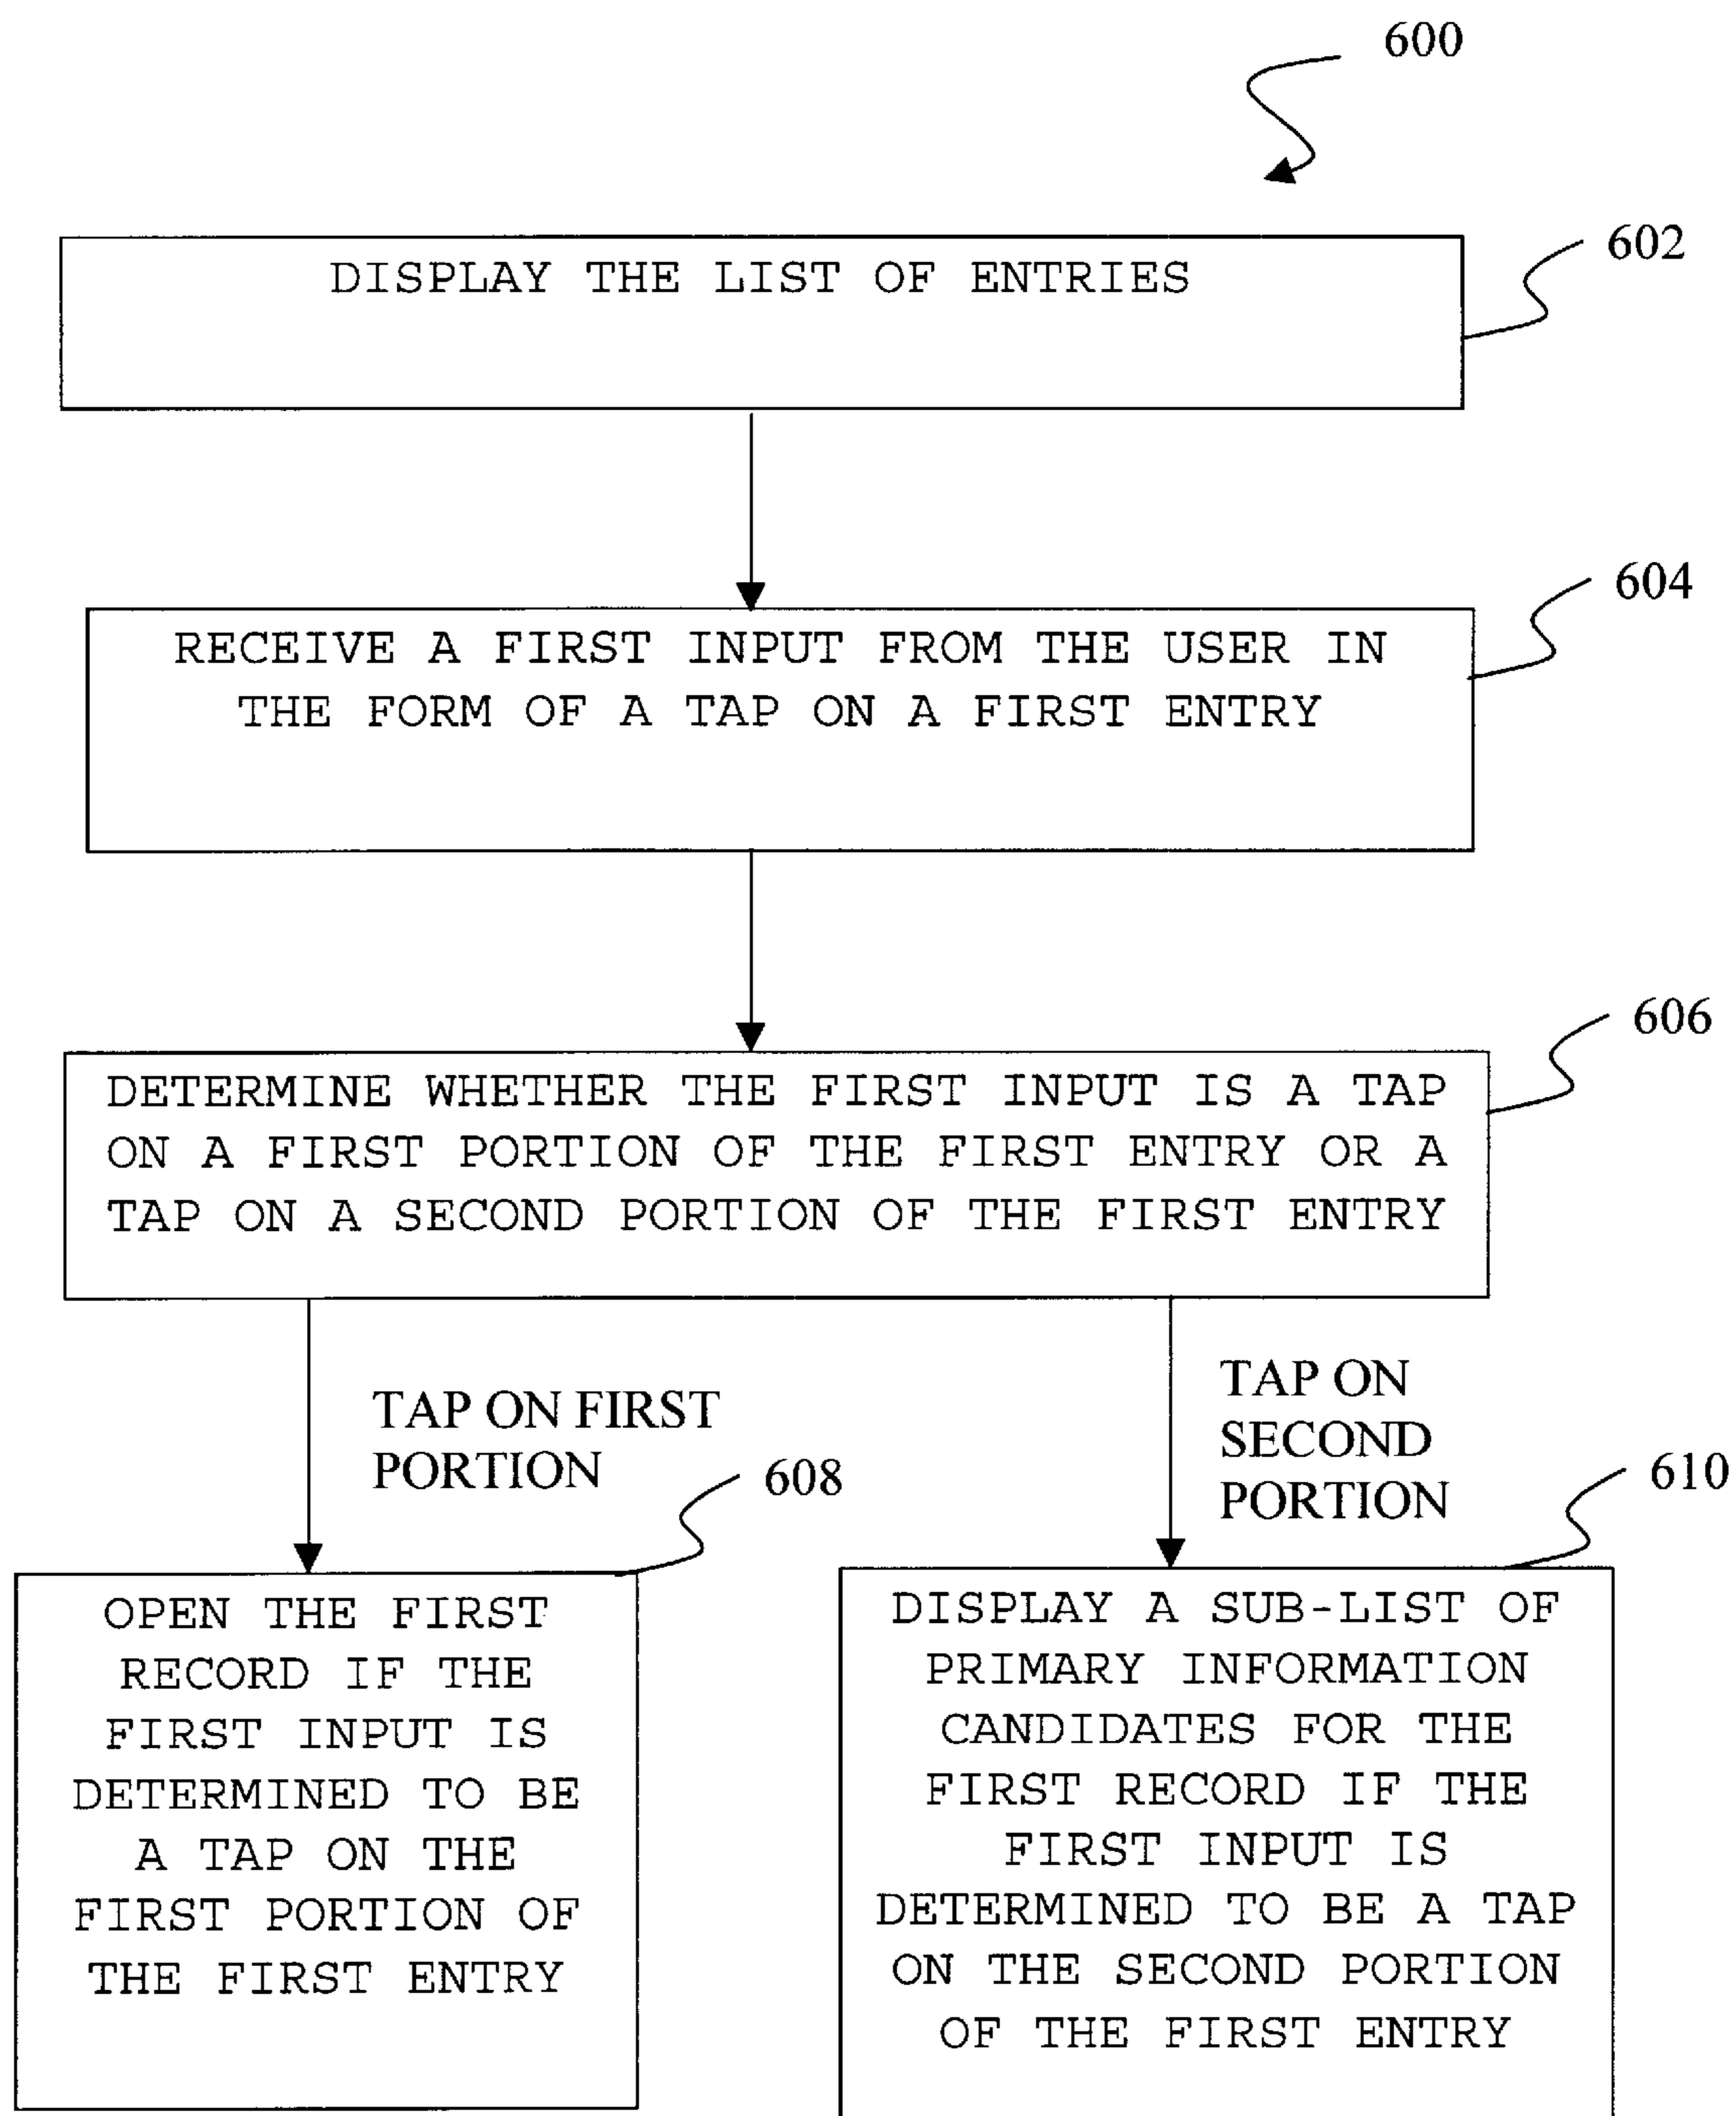 600
DISPLAY THE LIST OF ENTRIES
602
RECEIVE A FIRST INPUT FROM THE USER IN
THE FORM OF A TAP ON A FIRST ENTRY
604
DETERMINE WHETHER THE FIRST INPUT IS A TAP
ON A FIRST PORTION OF THE FIRST ENTRY OR A
TAP ON A SECOND PORTION OF THE FIRST ENTRY
606
TAP ON FIRST
PORTION
TAP ON
SECOND
PORTION
608
OPEN THE FIRST
RECORD IF THE
FIRST INPUT IS
DETERMINED TO BE
A TAP ON THE
FIRST PORTION OF
THE FIRST ENTRY
610
DISPLAY A SUB-LIST OF
PRIMARY INFORMATION
CANDIDATES FOR THE
FIRST RECORD IF THE
FIRST INPUT IS
DETERMINED TO BE A TAP
ON THE SECOND PORTION
OF THE FIRST ENTRY